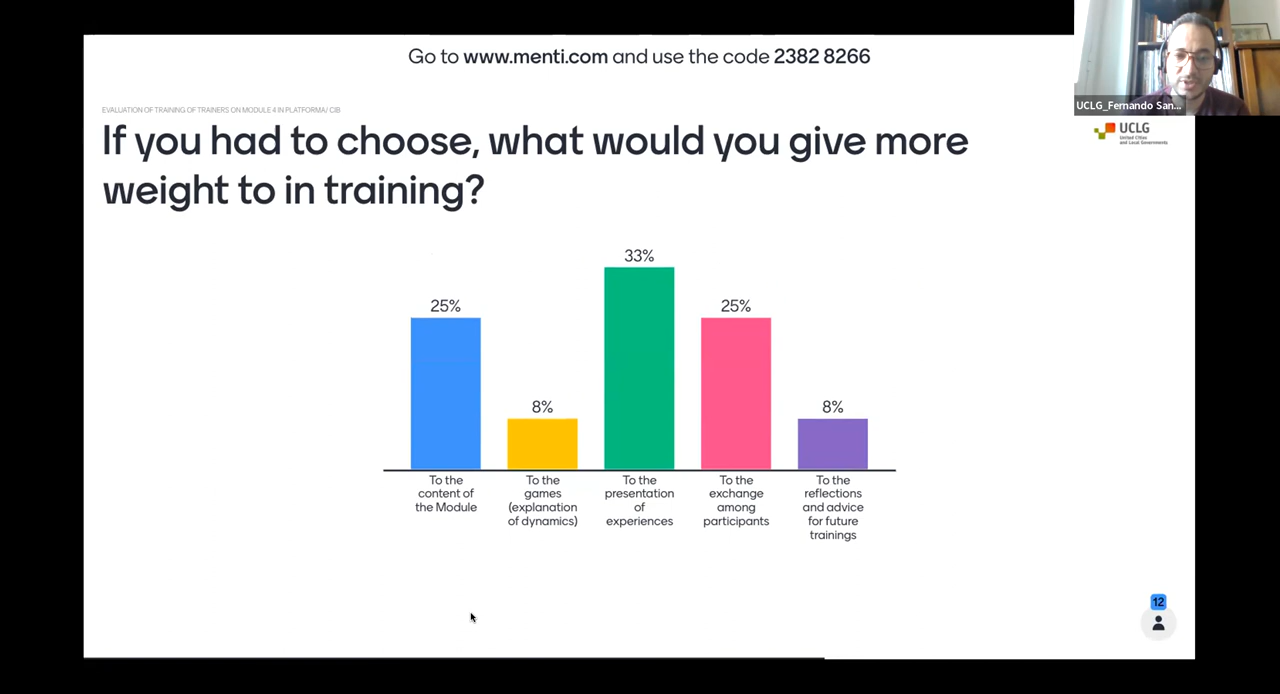 Go to www.menti.com and use the code 2382 8266
UCLG_Fernando San...
EVALUATION OF TRAINING OF TRAINERS ON MODULE 4 IN PLATFORMA/ CIB
If you had to choose, what would you give more
weight to in training?
UCLG
United Cities
and Local Governments
25%
8%
33%
25%
8%
To the
content of
the Module
To the
games
(explanation
of dynamics)
To the
presentation
of
experiences
To the
exchange
among
participants
To the
reflections
and advice
for future
trainings
12